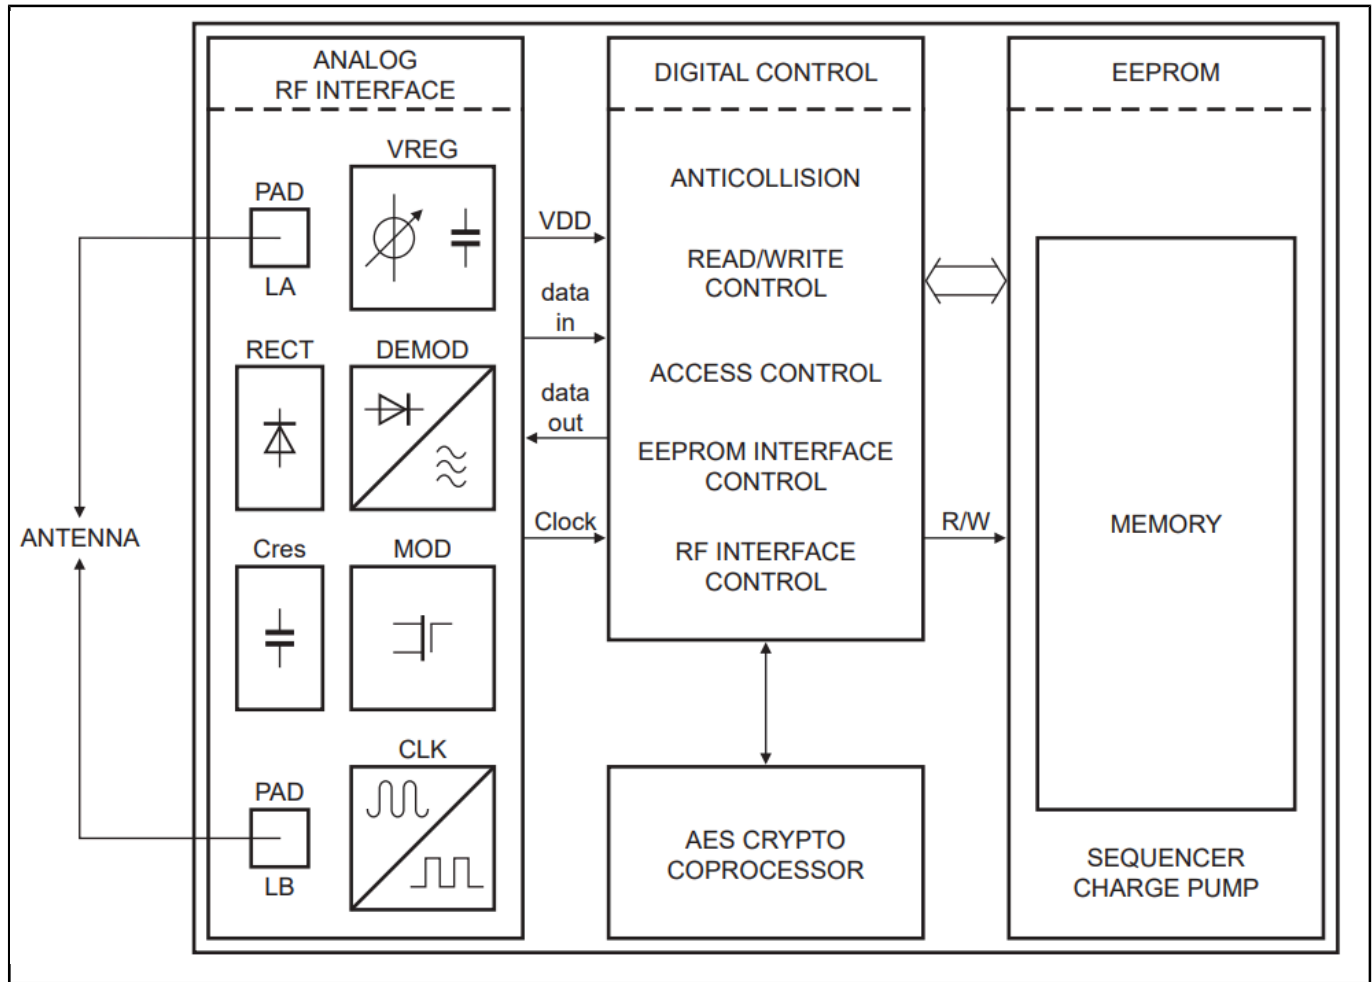 ANALOG
RF INTERFACE
VREG
PAD
LA
RECT
DEMOD
Cres
MOD
CLK
PAD
LB
ANTENNA
VDD
data
in
data
out
Clock
DIGITAL CONTROL
ANTICOLLISION
READ/WRITE
CONTROL
ACCESS CONTROL
EEPROM INTERFACE
CONTROL
RF INTERFACE
CONTROL
AES CRYPTO
COPROCESSOR
R/W
EEPROM
MEMORY
SEQUENCER
CHARGE PUMP